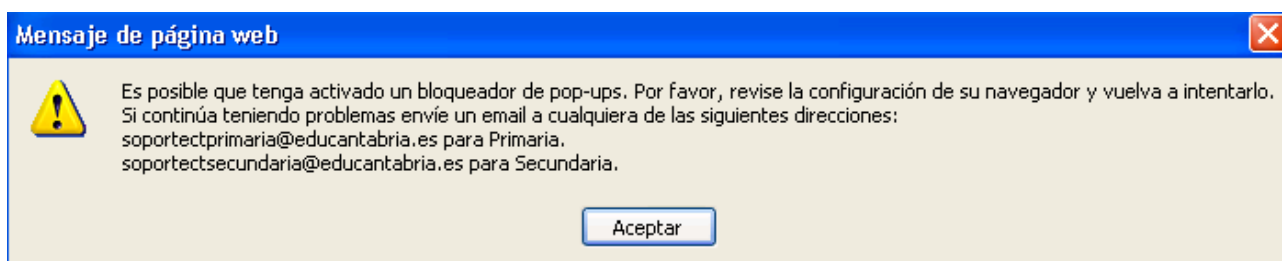 Mensaje de página web
Es posible que tenga activado un bloqueador de pop-ups. Por favor, revise la configuración de su navegador y vuelva a intentarlo.
Si continúa teniendo problemas envíe un email a cualquiera de las siguientes direcciones:
soportectprimaria@educantabria.es para Primaria.
soportectsecundaria@educantabria.es para Secundaria.
Aceptar